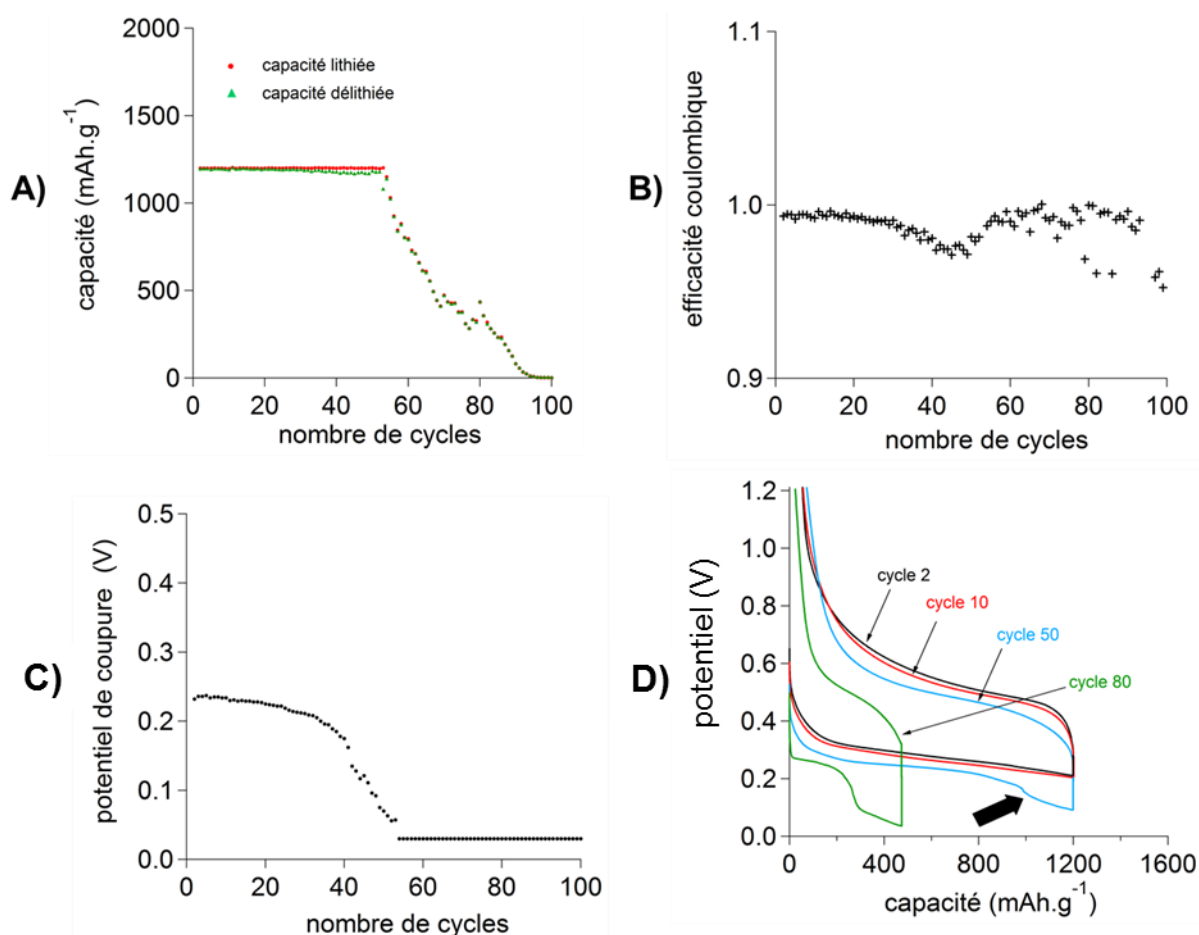 A)
2000
1500
1000
500
0
capacité (mAh.g-1)
capacité lithiée
capacité délithiée
0 20 40 60 80 100
nombre de cycles
B)
1.1
1.0
0.9
efficacité coulombique
0 20 40 60 80 100
nombre de cycles
C)
0.5
0.4
0.3
0.2
0.1
0.0
potentiel de coupure (V)
0 20 40 60 80 100
nombre de cycles
D)
1.2
1.0
0.8
0.6
0.4
0.2
0.0
potentiel (V)
cycle 2
cycle 10
cycle 50
cycle 80
0 400 800 1200 1600
capacité (mAh.g-1)